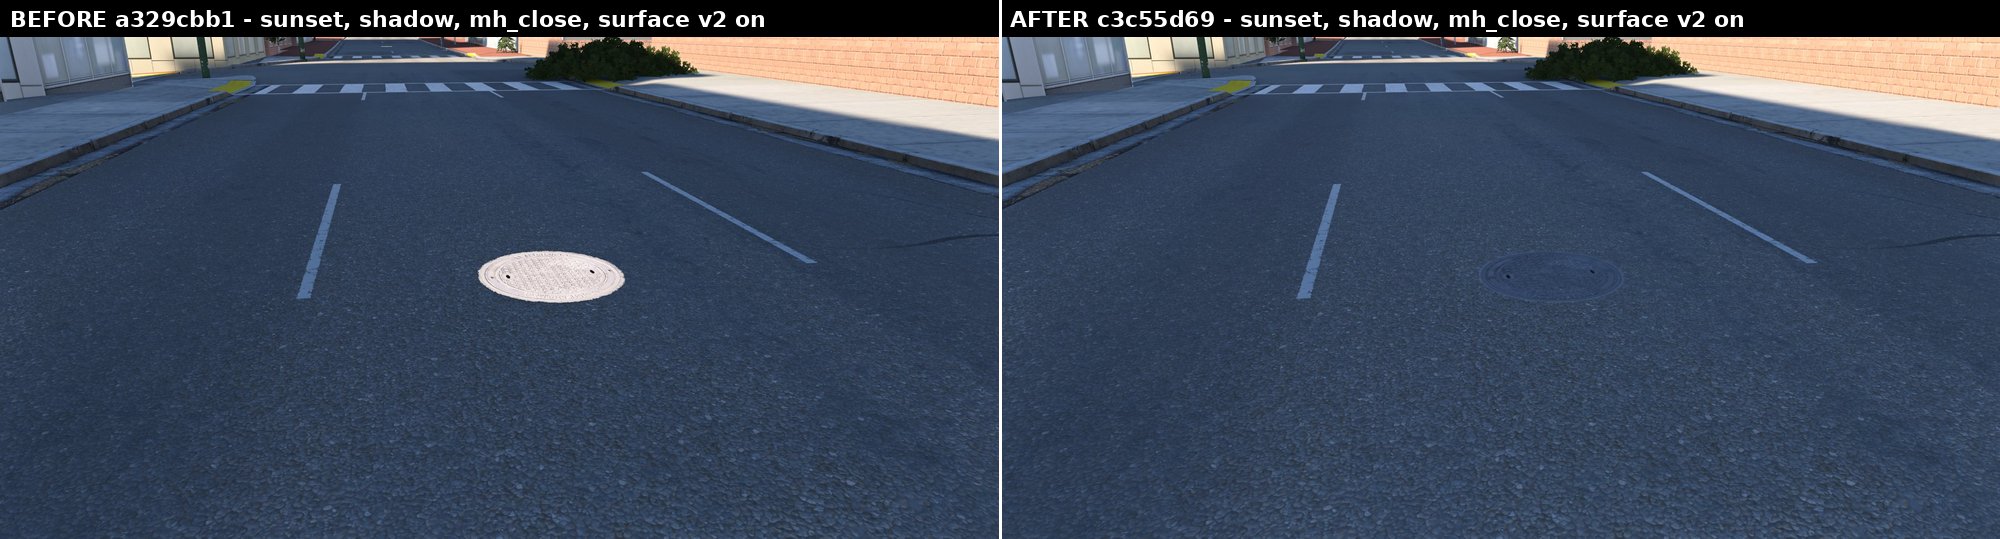 BEFORE a329cbb1 - sunset, shadow, mh_close, surface v2 on
AFTER c3c55d69 - sunset, shadow, mh_close, surface v2 on